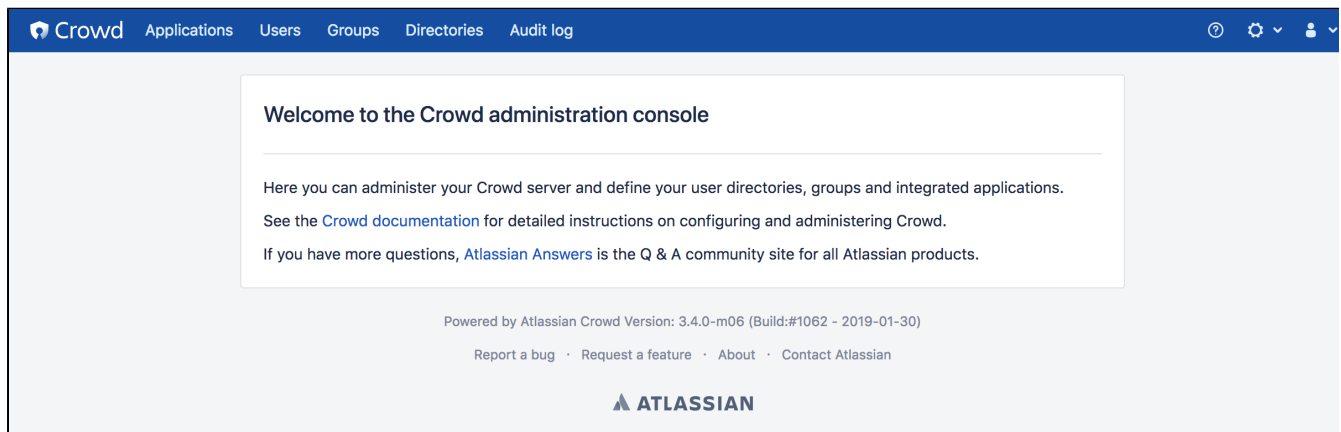 Crowd Applications Users Groups Directories Audit log
Welcome to the Crowd administration console
Here you can administer your Crowd server and define your user directories, groups and integrated applications.
See the Crowd documentation for detailed instructions on configuring and administering Crowd.
If you have more questions, Atlassian Answers is the Q & A community site for all Atlassian products.
Powered by Atlassian Crowd Version: 3.4.0-m06 (Build:#1062 - 2019-01-30)
Report a bug · Request a feature · About · Contact Atlassian
ATLASSIAN